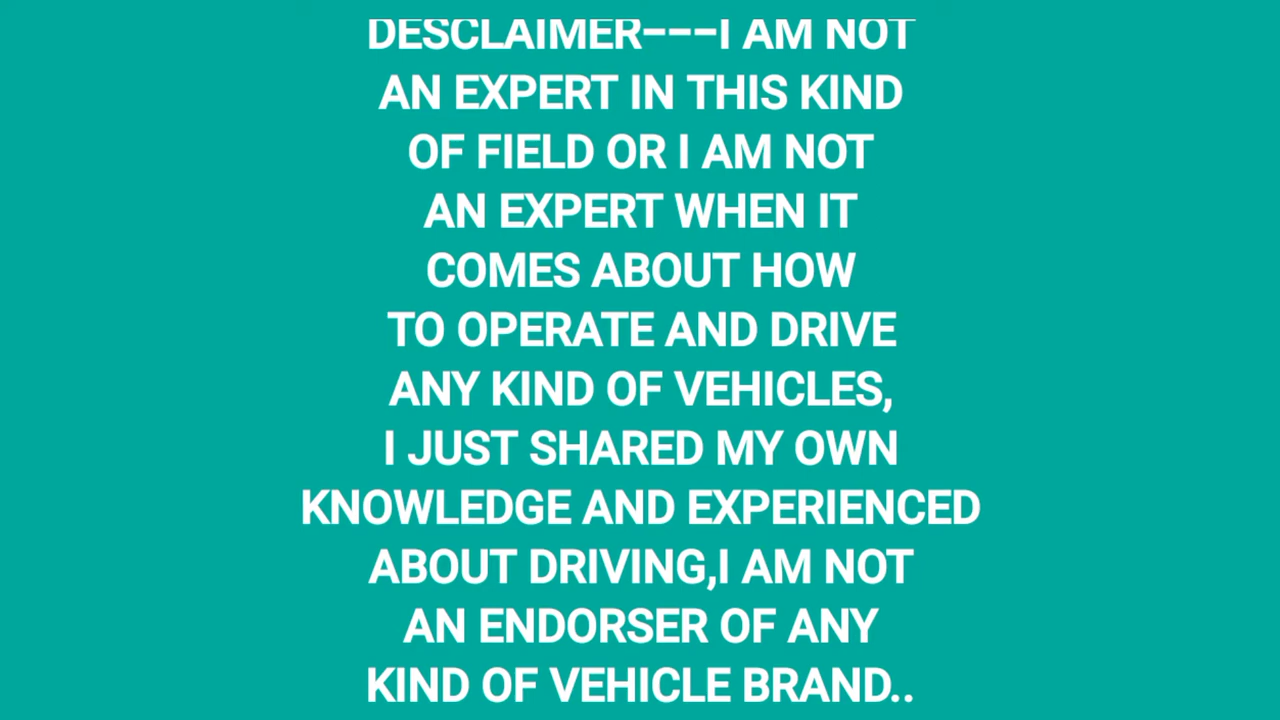 DESCLAIMER---I AM NOT
AN EXPERT IN THIS KIND
OF FIELD OR I AM NOT
AN EXPERT WHEN IT
COMES ABOUT HOW
TO OPERATE AND DRIVE
ANY KIND OF VEHICLES,
I JUST SHARED MY OWN
KNOWLEDGE AND EXPERIENCED
ABOUT DRIVING,I AM NOT
AN ENDORSER OF ANY
KIND OF VEHICLE BRAND..